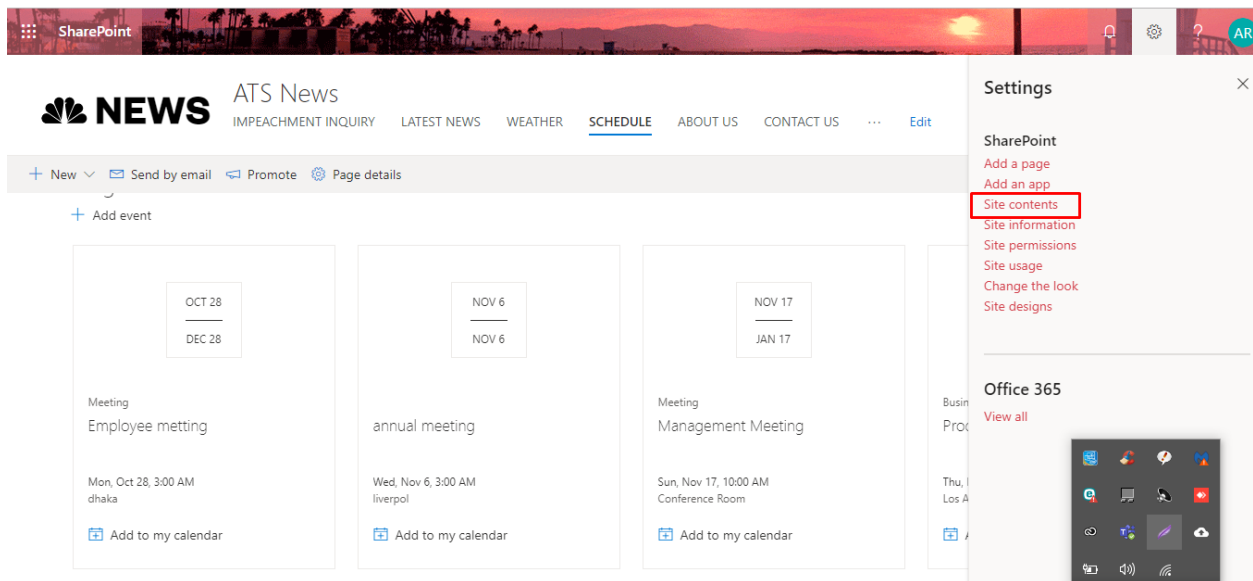 SharePoint
AR
NEWS
ATS News
IMPEACHMENT INQUIRY LATEST NEWS WEATHER SCHEDULE ABOUT US CONTACT US ... Edit
+ New Send by email Promote Page details
+ Add event
OCT 28
DEC 28
Meeting
Employee metting
Mon, Oct 28, 3:00 AM
dhaka
Add to my calendar
NOV 6
NOV 6
annual meeting
Wed, Nov 6, 3:00 AM
liverpol
Add to my calendar
NOV 17
JAN 17
Meeting
Management Meeting
Sun, Nov 17, 10:00 AM
Conference Room
Add to my calendar
Thu,
Settings
SharePoint
Add a page
Add an app
Site contents
Site information
Site permissions
Site usage
Change the look
Site designs
Office 365
View all